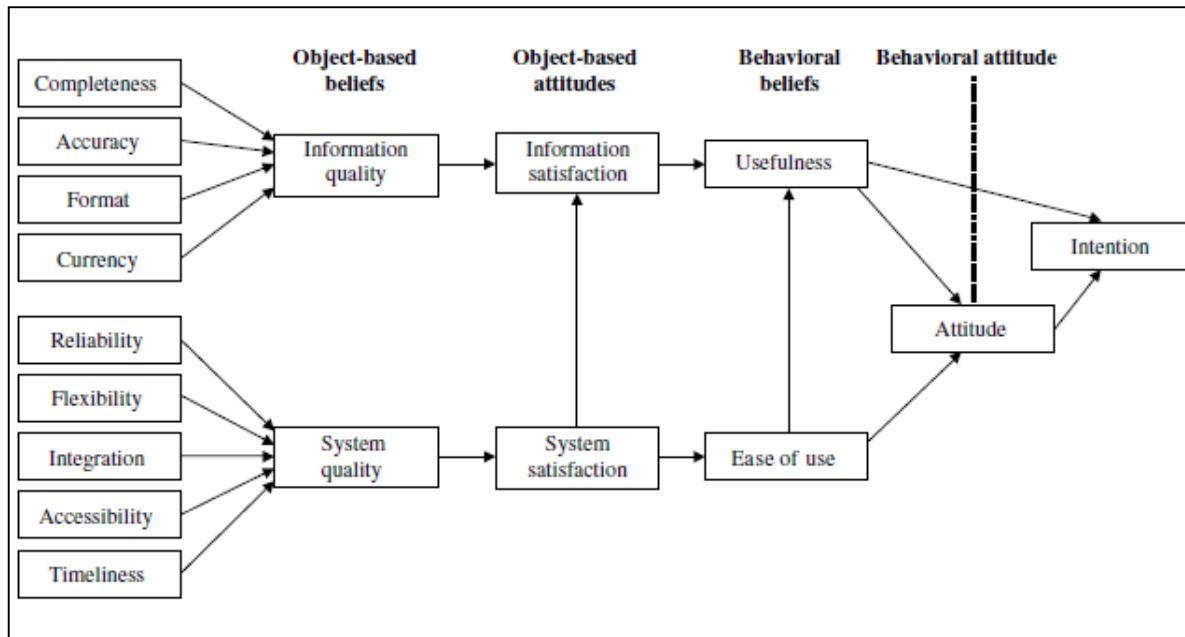 Object-based
beliefs
Object-based
attitudes
Behavioral
beliefs
Behavioral attitude
Completeness
Accuracy
Format
Currency
Information
quality
Information
satisfaction
Usefulness
Intention
Attitude
Reliability
Flexibility
Integration
Accessibility
Timeliness
System
quality
System
satisfaction
Ease of use